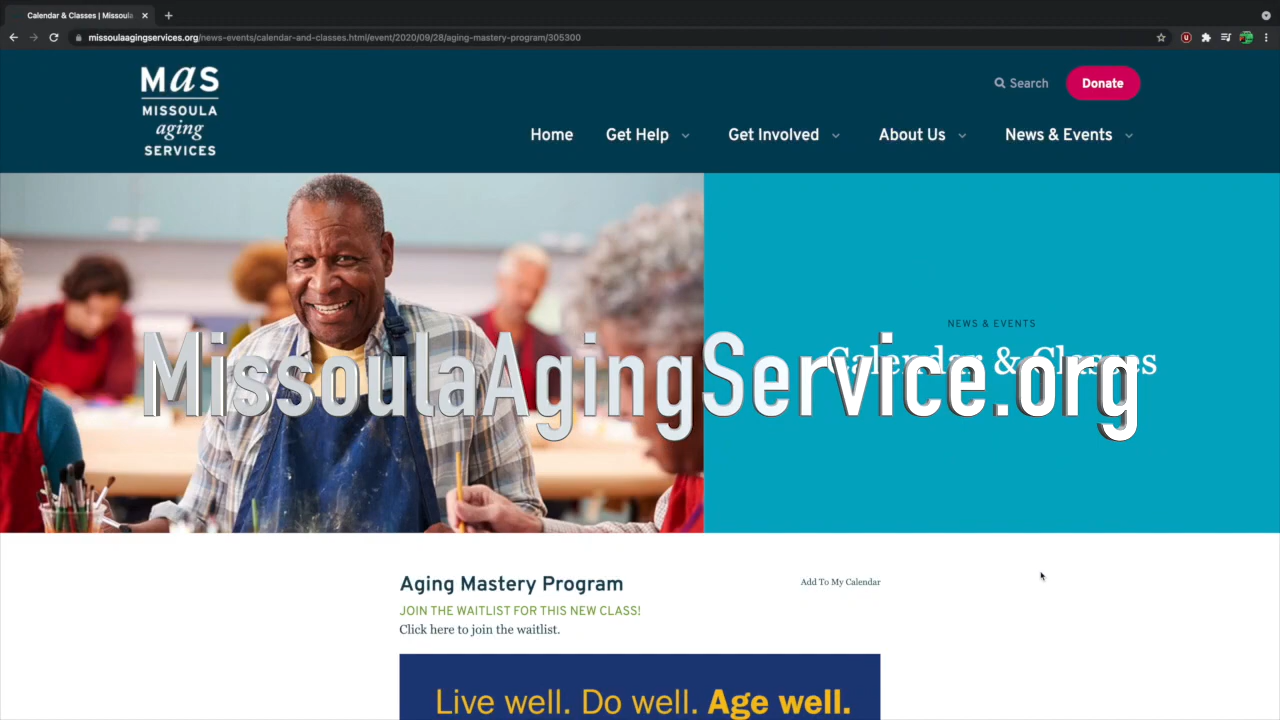 Calendar & Classes | Missoula
missoulaagingservices.org/news-events/calendar-and-classes.html/event/2020/09/28/aging-mastery-program/305300
MaS
MISSOULA
aging
SERVICES
Search
Donate
Home
Get Help
Get Involved
About Us
News & Events
NEWS & EVENTS
Calendar & Classes
MissoulaAgingService.org
Aging Mastery Program
Add To My Calendar
JOIN THE WAITLIST FOR THIS NEW CLASS!
Click here to join the waitlist.
Live well. Do well. Age well.